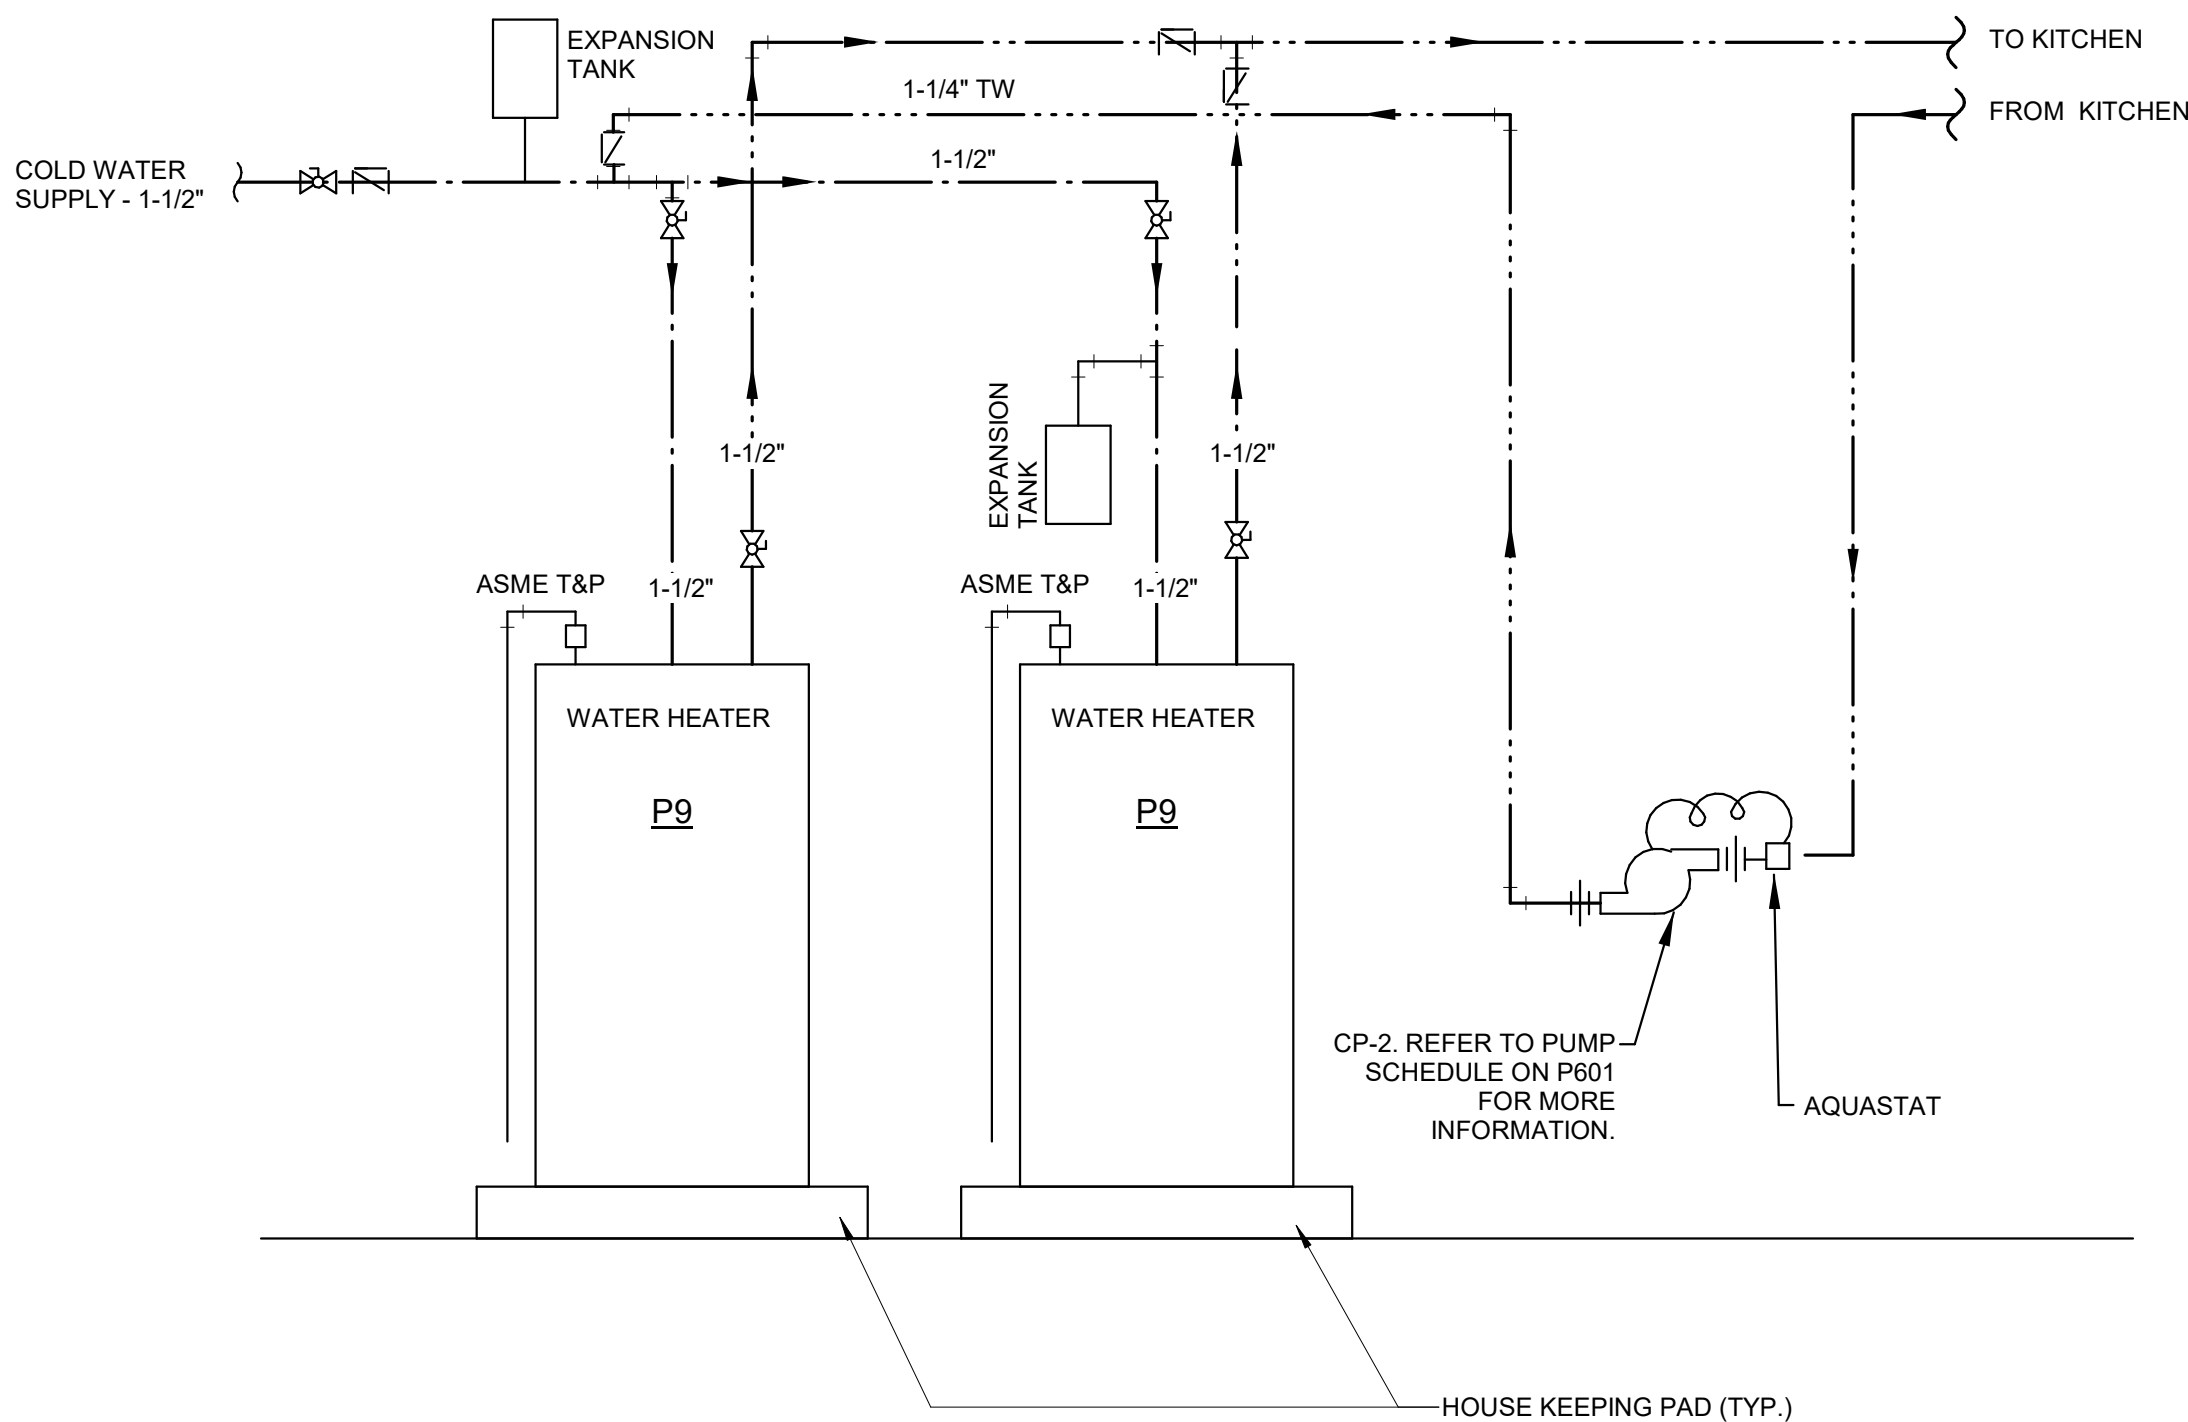 EXPANSION
TANK
TO KITCHEN
1-1/4" TW
FROM  KITCHEN
COLD WATER
SUPPLY - 1-1/2"
1-1/2"
EXPANSION
TANK
1-1/2"
1-1/2"
ASME T&P
1-1/2"
ASME T&P
1-1/2"
WATER HEATER
P9
WATER HEATER
P9
CP-2. REFER TO PUMP
SCHEDULE ON P601
FOR MORE
INFORMATION.
AQUASTAT
HOUSE KEEPING PAD (TYP.)